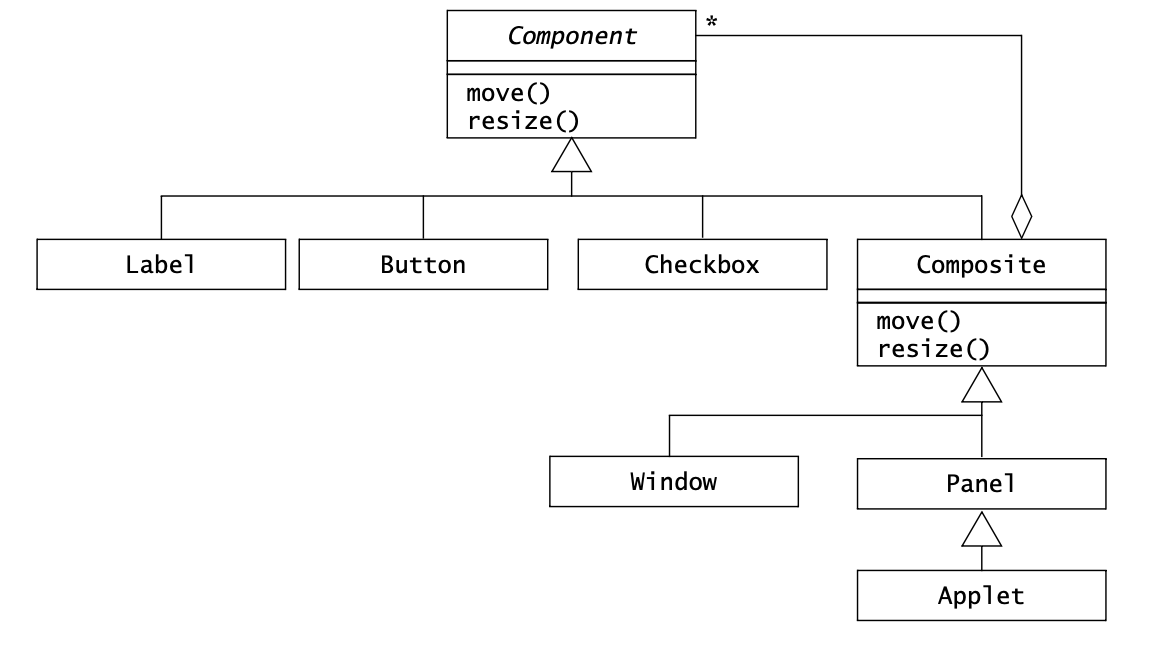 Component
*
move()
resize()
Label
Button
Checkbox
Composite
move()
resize()
Window
Panel
Applet